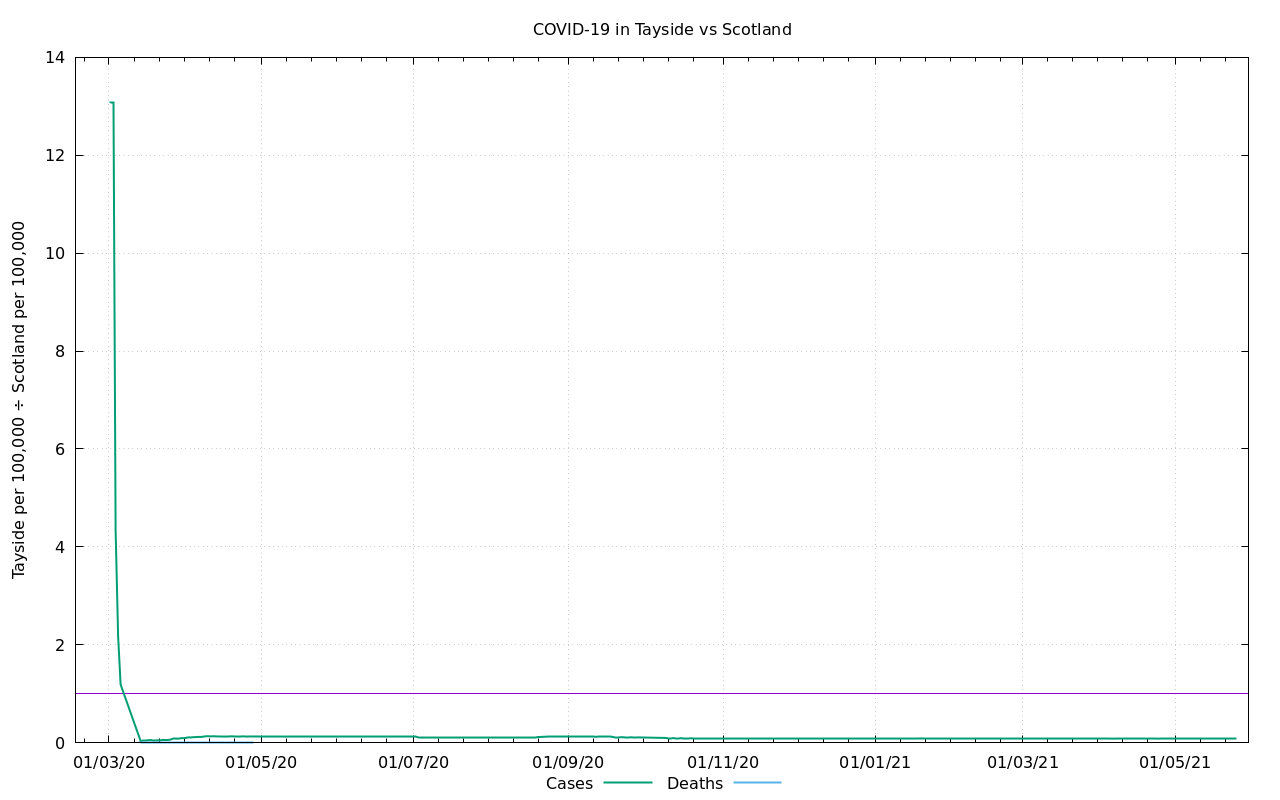 COVID-19 in Tayside vs Scotland
Tayside per 100,000 ÷ Scotland per 100,000
14
12
10
8
6
4
2
0
01/03/20 01/05/20 01/07/20 01/09/20 01/11/20 01/01/21 01/03/21 01/05/21
Cases Deaths